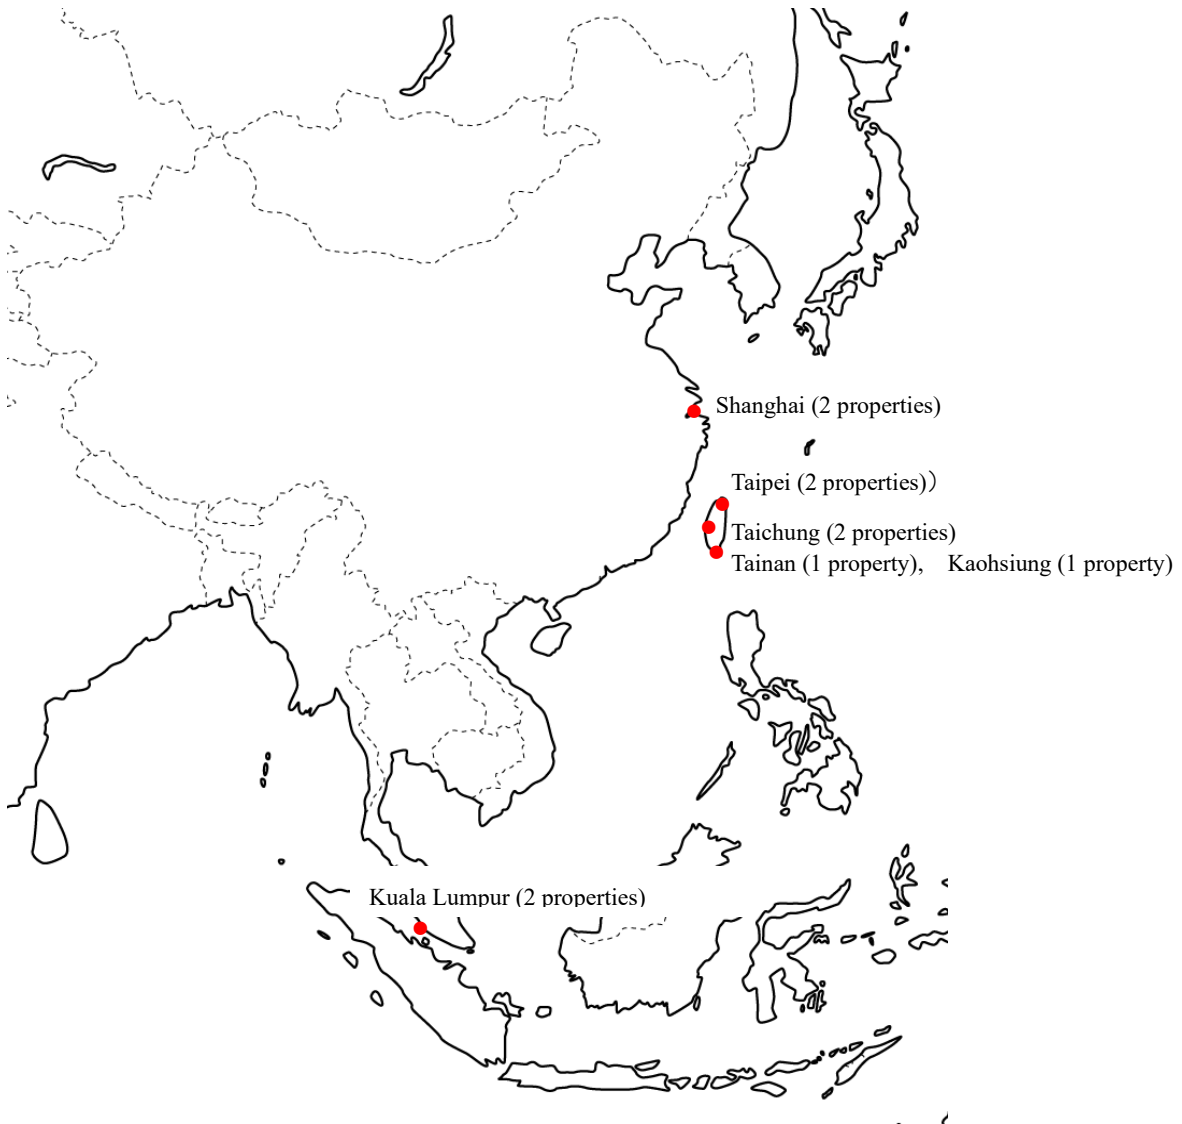 Shanghai (2 properties)
Taipei (2 properties)）
Taichung (2 properties)
Tainan (1 property), Kaohsiung (1 property)
Kuala Lumpur (2 properties)